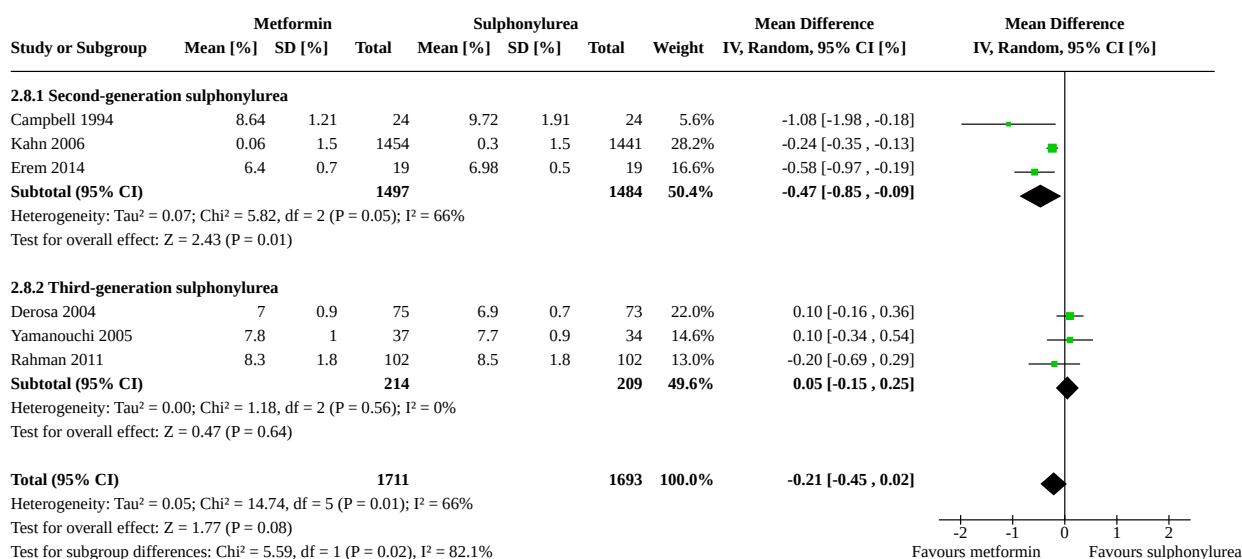 Metformin Sulphonylurea Mean Difference Mean Difference
Study or Subgroup Mean [%] SD [%] Total Mean [%] SD [%] Total Weight IV, Random, 95% CI [%] IV, Random, 95% CI [%]
2.8.1 Second-generation sulphonylurea
Campbell 1994 8.64 1.21 24 9.72 1.91 24 5.6% -1.08 [-1.98 , -0.18]
Kahn 2006 0.06 1.5 1454 0.3 1.5 1441 28.2% -0.24 [-0.35 , -0.13]
Erem 2014 6.4 0.7 19 6.98 0.5 19 16.6% -0.58 [-0.97 , -0.19]
Subtotal (95% CI) 1497 1484 50.4% -0.47 [-0.85 , -0.09]
Heterogeneity: Tau² = 0.07; Chi² = 5.82, df = 2 (P = 0.05); I² = 66%
Test for overall effect: Z = 2.43 (P = 0.01)
2.8.2 Third-generation sulphonylurea
Derosa 2004 7 0.9 75 6.9 0.7 73 22.0% 0.10 [-0.16 , 0.36]
Yamanouchi 2005 7.8 1 37 7.7 0.9 34 14.6% 0.10 [-0.34 , 0.54]
Rahman 2011 8.3 1.8 102 8.5 1.8 102 13.0% -0.20 [-0.69 , 0.29]
Subtotal (95% CI) 214 209 49.6% 0.05 [-0.15 , 0.25]
Heterogeneity: Tau² = 0.00; Chi² = 1.18, df = 2 (P = 0.56); I² = 0%
Test for overall effect: Z = 0.47 (P = 0.64)
Total (95% CI) 1711 1693 100.0% -0.21 [-0.45 , 0.02]
Heterogeneity: Tau² = 0.05; Chi² = 14.74, df = 5 (P = 0.01); I² = 66%
Test for overall effect: Z = 1.77 (P = 0.08) -2 -1 0 1 2
Test for subgroup differences: Chi² = 5.59, df = 1 (P = 0.02), I² = 82.1% Favours metformin Favours sulphonylurea